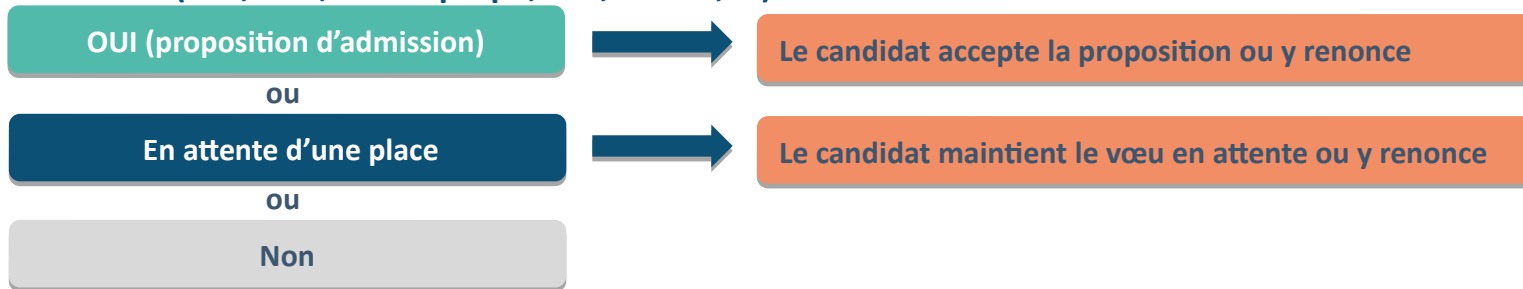 OUI (proposition d'admission)
Le candidat accepte la proposition ou y renonce
ou
En attente d'une place
Le candidat maintient le vœu en attente ou y renonce
ou
Non